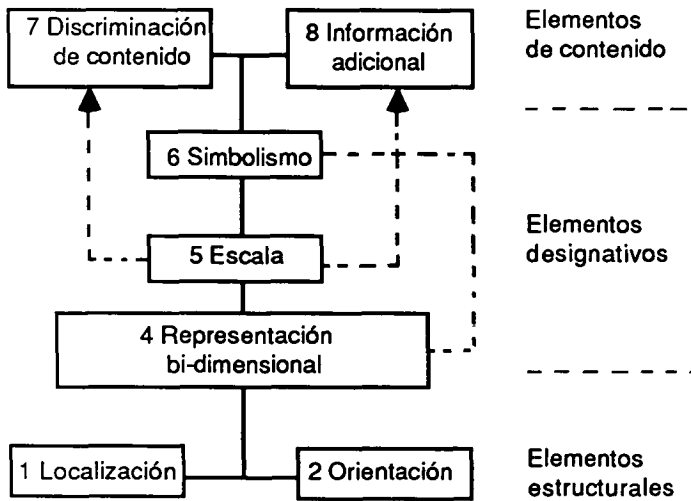 7 Discriminación
de contenido
8 Información
adicional
Elementos
de contenido
6 Simbolismo
5 Escala
Elementos
designativos
4 Representación
bi-dimensional
1 Localización
2 Orientación
Elementos
estructurales